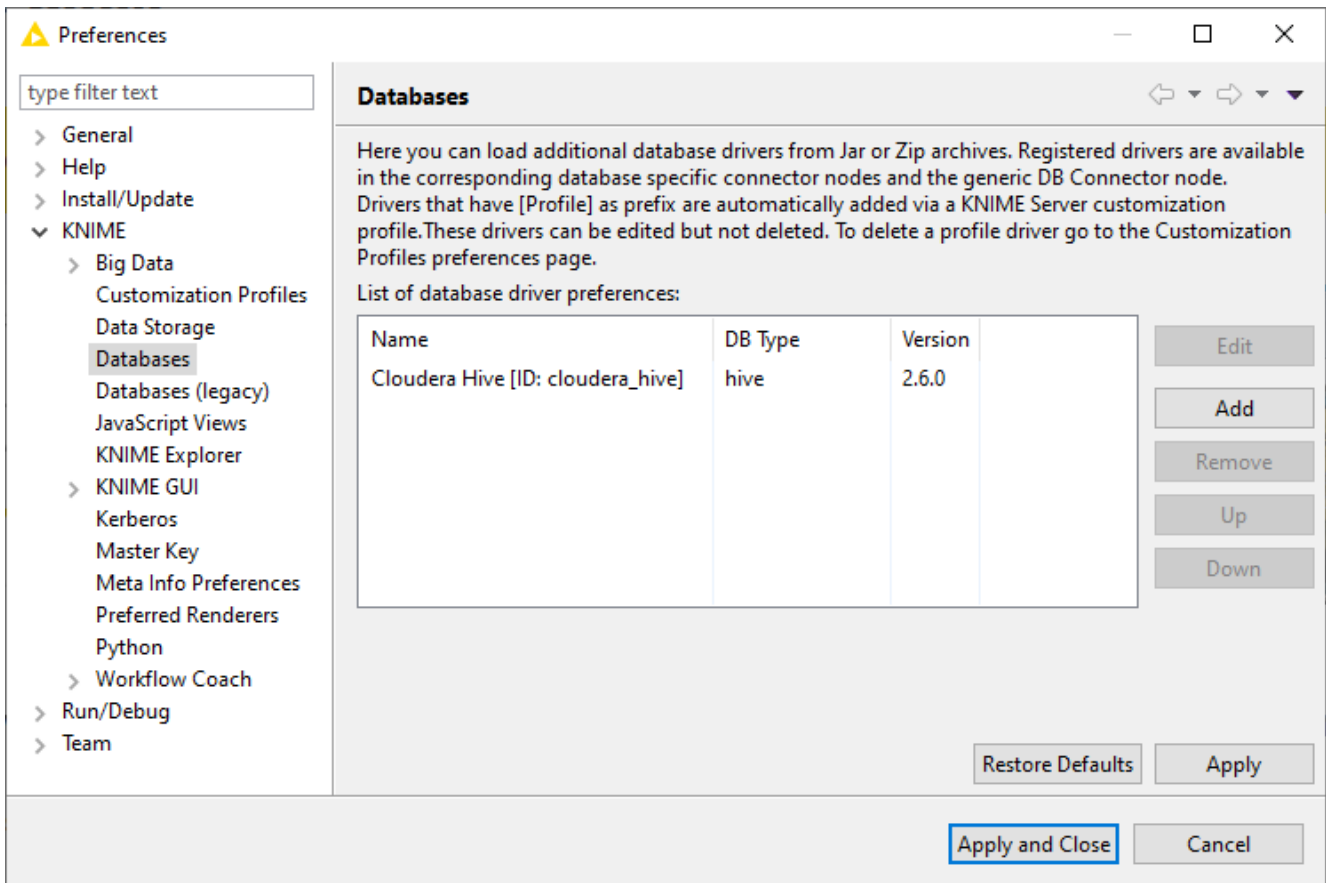 Preferences
type filter text
General
Help
Install/Update
KNIME
Big Data
Customization Profiles
Data Storage
Databases
Databases (legacy)
JavaScript Views
KNIME Explorer
KNIME GUI
Kerberos
Master Key
Meta Info Preferences
Preferred Renderers
Python
Workflow Coach
Run/Debug
Team
Databases
Here you can load additional database drivers from Jar or Zip archives. Registered drivers are available
in the corresponding database specific connector nodes and the generic DB Connector node.
Drivers that have [Profile] as prefix are automatically added via a KNIME Server customization
profile.These drivers can be edited but not deleted. To delete a profile driver go to the Customization
Profiles preferences page.
List of database driver preferences:
Name DB Type Version
Cloudera Hive [ID: cloudera_hive] hive 2.6.0
Edit
Add
Remove
Up
Down
Restore Defaults Apply
Apply and Close Cancel